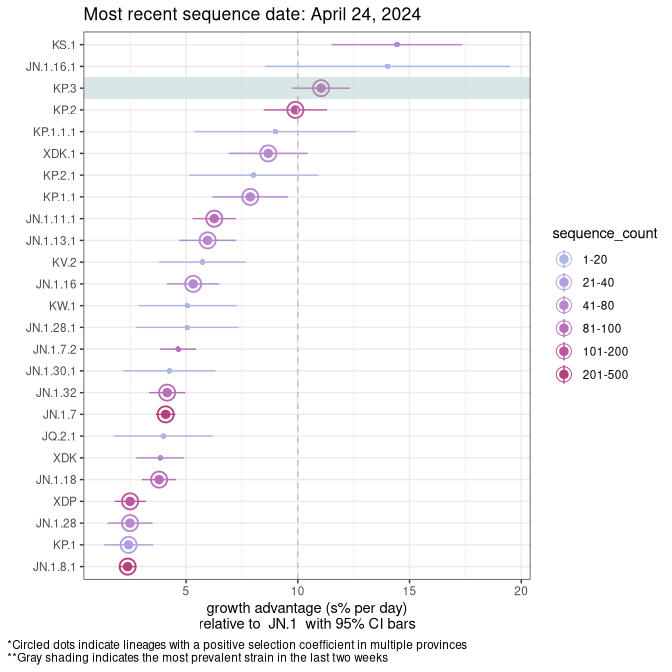 Most recent sequence date: April 24, 2024
KS.1
JN.1.16.1
KP.3
KP.2
KP.1.1.1
XDK.1
KP.2.1
KP.1.1
JN.1.11.1
JN.1.13.1
KV.2
JN.1.16
KW.1
JN.1.28.1
JN.1.7.2
JN.1.30.1
JN.1.32
JN.1.7
JQ.2.1
XDK
JN.1.18
XDP
JN.1.28
KP.1
JN.1.8.1
5 10 15 20
growth advantage (s% per day)
relative to JN.1 with 95% CI bars
sequence_count
1-20
21-40
41-80
81-100
101-200
201-500
*Circled dots indicate lineages with a positive selection coefficient in multiple provinces
**Gray shading indicates the most prevalent strain in the last two weeks